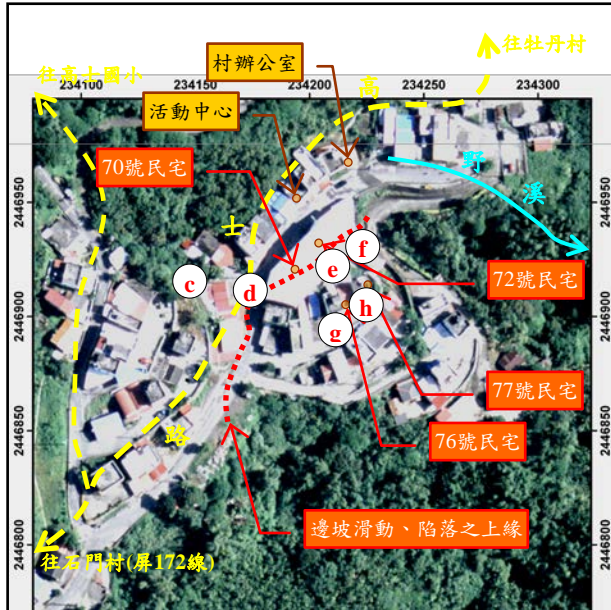 往牡丹村
村辦公室
往高士國小
234100
234150
234200
234250
234300
高
活動中心
70號民宅
野
溪
士
2446950
2446950
f
e
c
d
72號民宅
h
2446900
2446900
g
77號民宅
2446850
2446850
路
76號民宅
邊坡滑動、陷落之上緣
2446800
2446800
往石門村(屏172線)